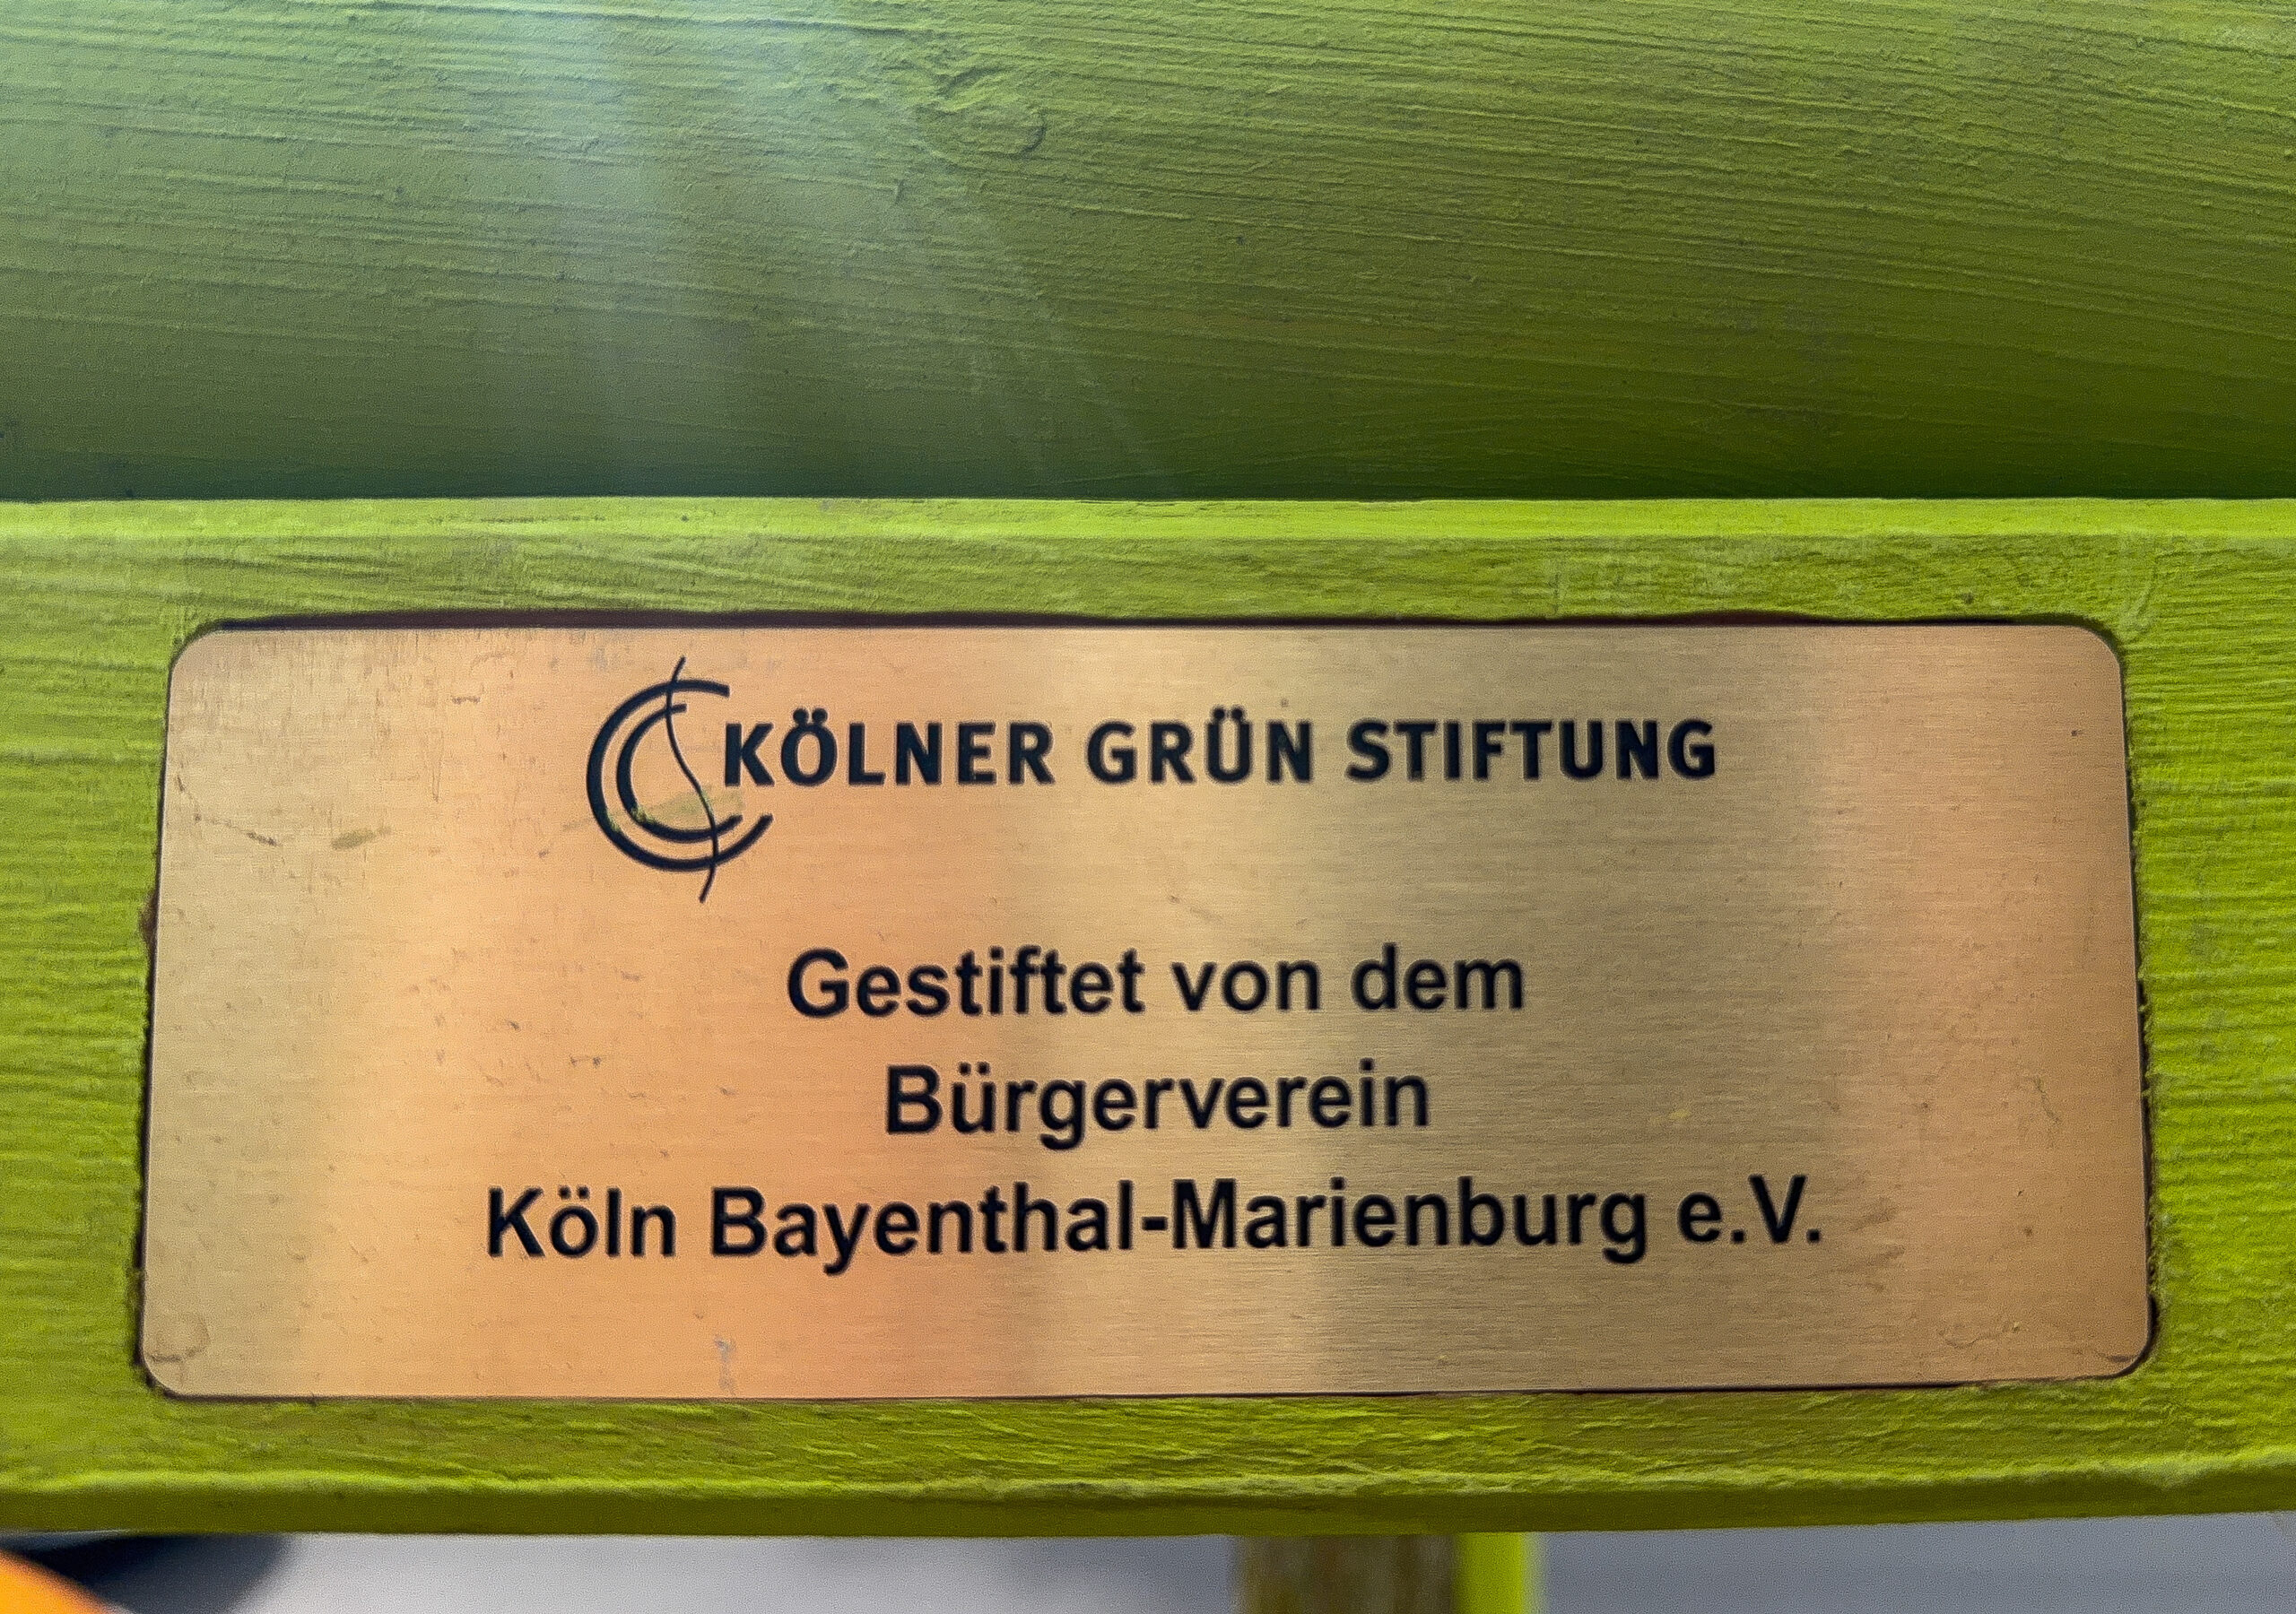 KÖLNER GRÜN STIFTUNG
Gestiftet von dem
Bürgerverein
Köln Bayenthal-Marienburg e.V.